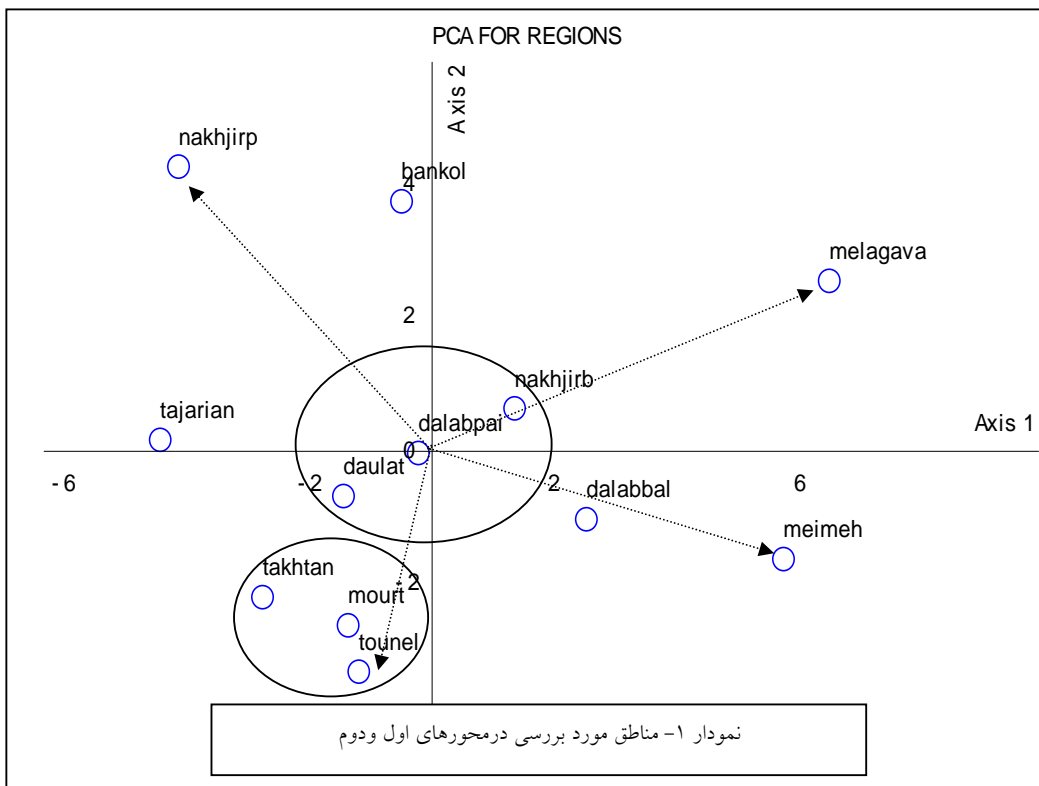 PCA FOR REGIONS
Axis 2
nakhjirp
bankol
4
melagava
2
nakhjirb
tajarian
dalabpai
Axis 1
0
daulat
-6
-2
2
dalabbal
6
meimeh
takhtan
-2
mourt
tounel
نمودار ۱- مناطق مورد بررسی درمحورهای اول ودوم